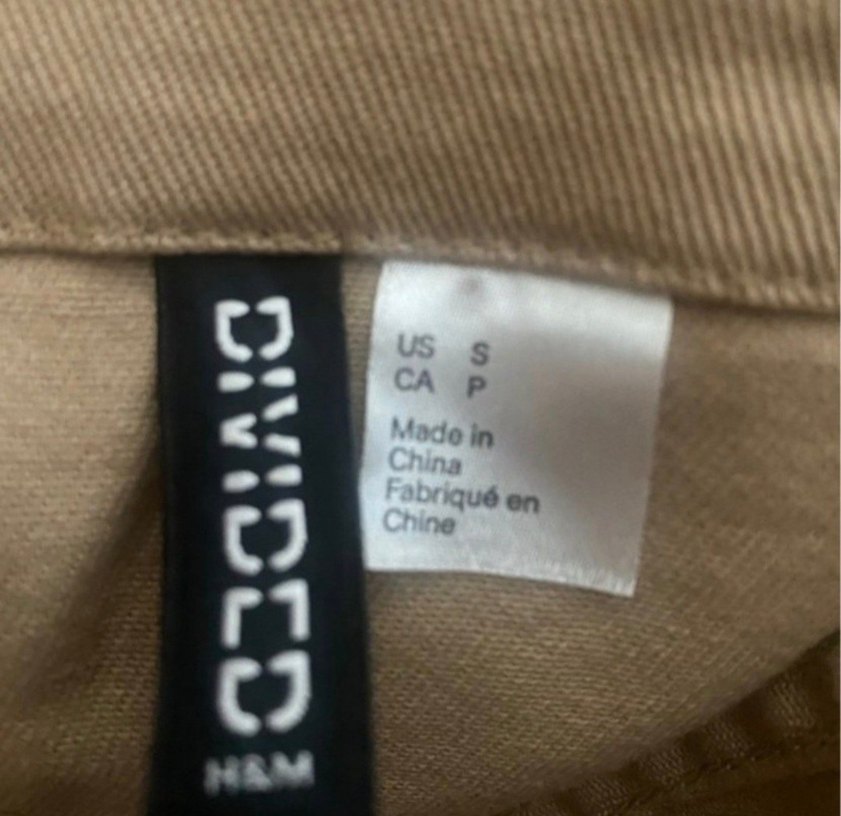 DIVIDED
H&M
US S
CA P
Made in
China
Fabriqué en
Chine